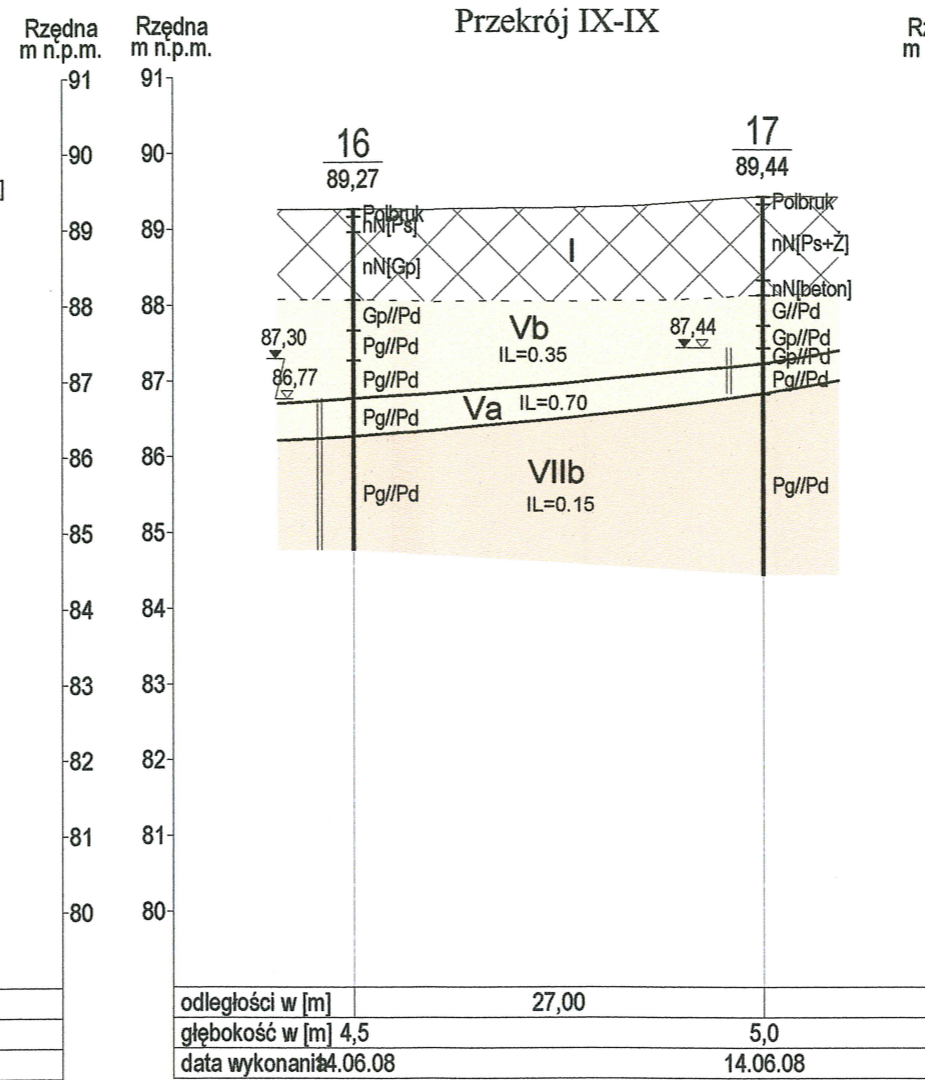 Przekrój IX-IX
Rzędna
m n.p.m.
Rzędna
m n.p.m.
91
90
89
88
87
86
85
84
83
82
81
80
91
90
89
88
87
86
85
84
83
82
81
80
]
Rz
m
16
89,27
17
89,44
Polbruk
nN[Ps]
nN[Gp]
Gp//Pd
Pg//Pd
Pg//Pd
Pg//Pd
Pg//Pd
87,30
86,77
I
Vb
IL=0.35
Va IL=0.70
VIIb
IL=0.15
87,44
Polbruk
nN[Ps+Ż]
nN[beton]
G//Pd
Gp//Pd
Gp//Pd
Pg//Pd
Pg//Pd
odległości w [m] 27,00
głębokość w [m] 4,5 5,0
data wykonania 14.06.08 14.06.08